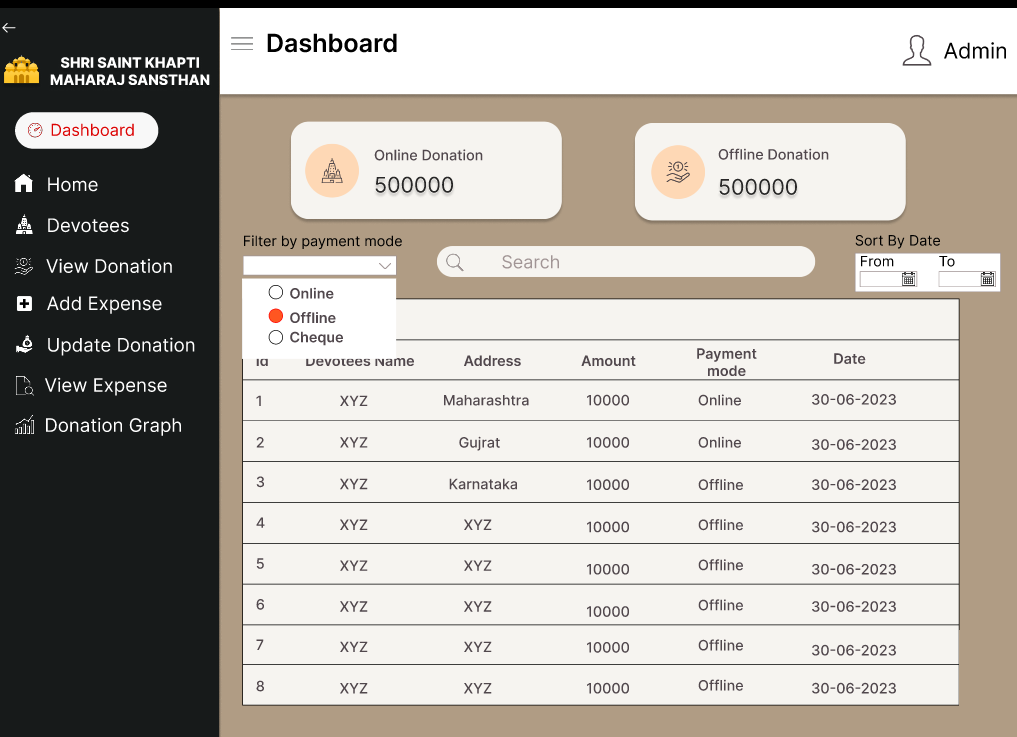 SHRI SAINT KHAPTI
MAHARAJ SANSTHAN
Dashboard
Home
Devotees
View Donation
Add Expense
Update Donation
View Expense
Donation Graph
Dashboard
Admin
Online Donation
500000
Offline Donation
500000
Filter by payment mode
Search
Sort By Date
From To
Online
Offline
Cheque
Id Devotees Name Address Amount Payment mode Date
1 XYZ Maharashtra 10000 Online 30-06-2023
2 XYZ Gujrat 10000 Online 30-06-2023
3 XYZ Karnataka 10000 Offline 30-06-2023
4 XYZ XYZ 10000 Offline 30-06-2023
5 XYZ XYZ 10000 Offline 30-06-2023
6 XYZ XYZ 10000 Offline 30-06-2023
7 XYZ XYZ 10000 Offline 30-06-2023
8 XYZ XYZ 10000 Offline 30-06-2023